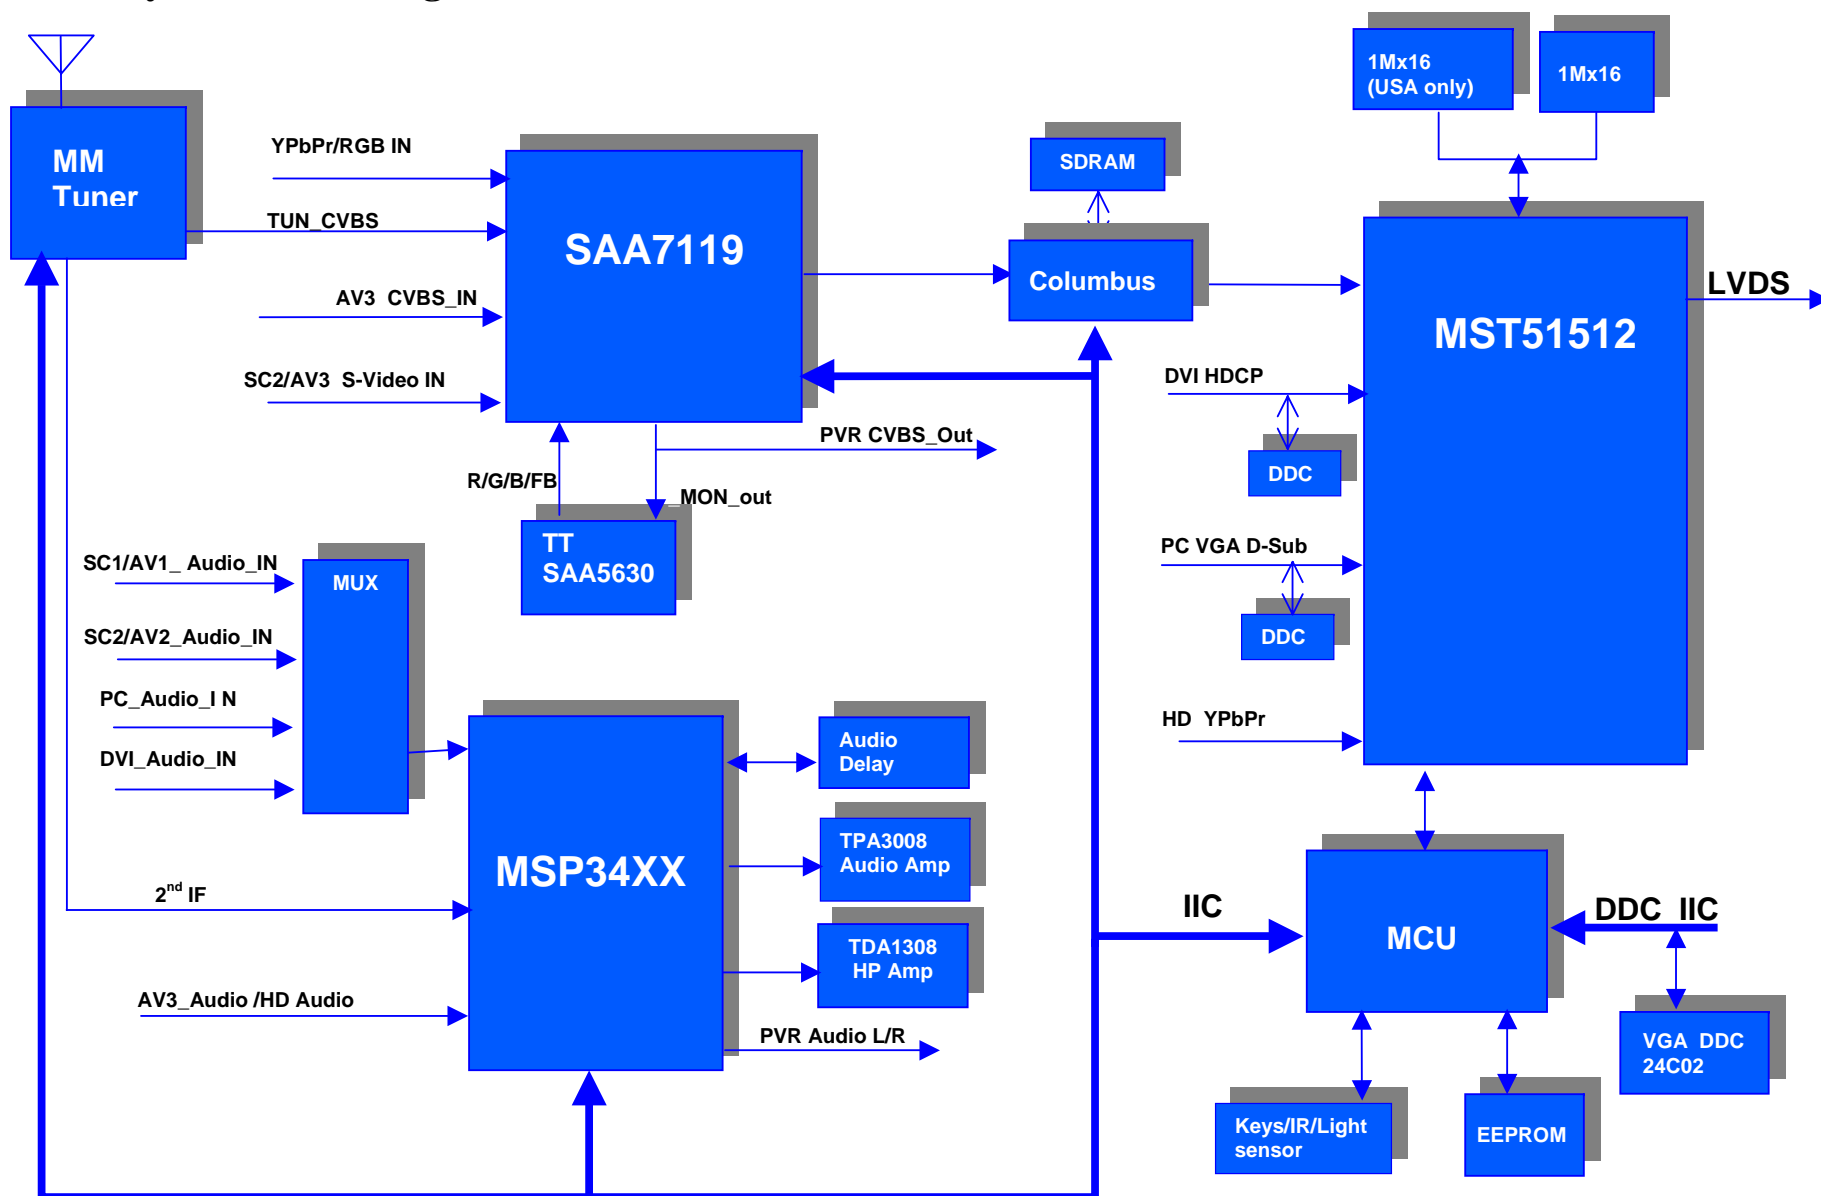 MM
Tuner
YPbPr/RGB IN
TUN_CVBS
AV3 CVBS_IN
SC2/AV3 S-Video IN
SAA7119
SDRAM
Columbus
1Mx16
(USA only)
1Mx16
MST51512
LVDS
DVI HDCP
DDC
PC VGA D-Sub
DDC
HD YPbPr
PVR CVBS_Out
R/G/B/FB
_MON_out
TT
SAA5630
SC1/AV1_ Audio_IN
SC2/AV2_Audio_IN
PC_Audio_I N
DVI_Audio_IN
MUX
MSP34XX
Audio
Delay
TPA3008
Audio Amp
TDA1308
HP Amp
2nd IF
AV3_Audio /HD Audio
PVR Audio L/R
IIC
MCU
DDC IIC
VGA DDC
24C02
Keys/IR/Light
sensor
EEPROM